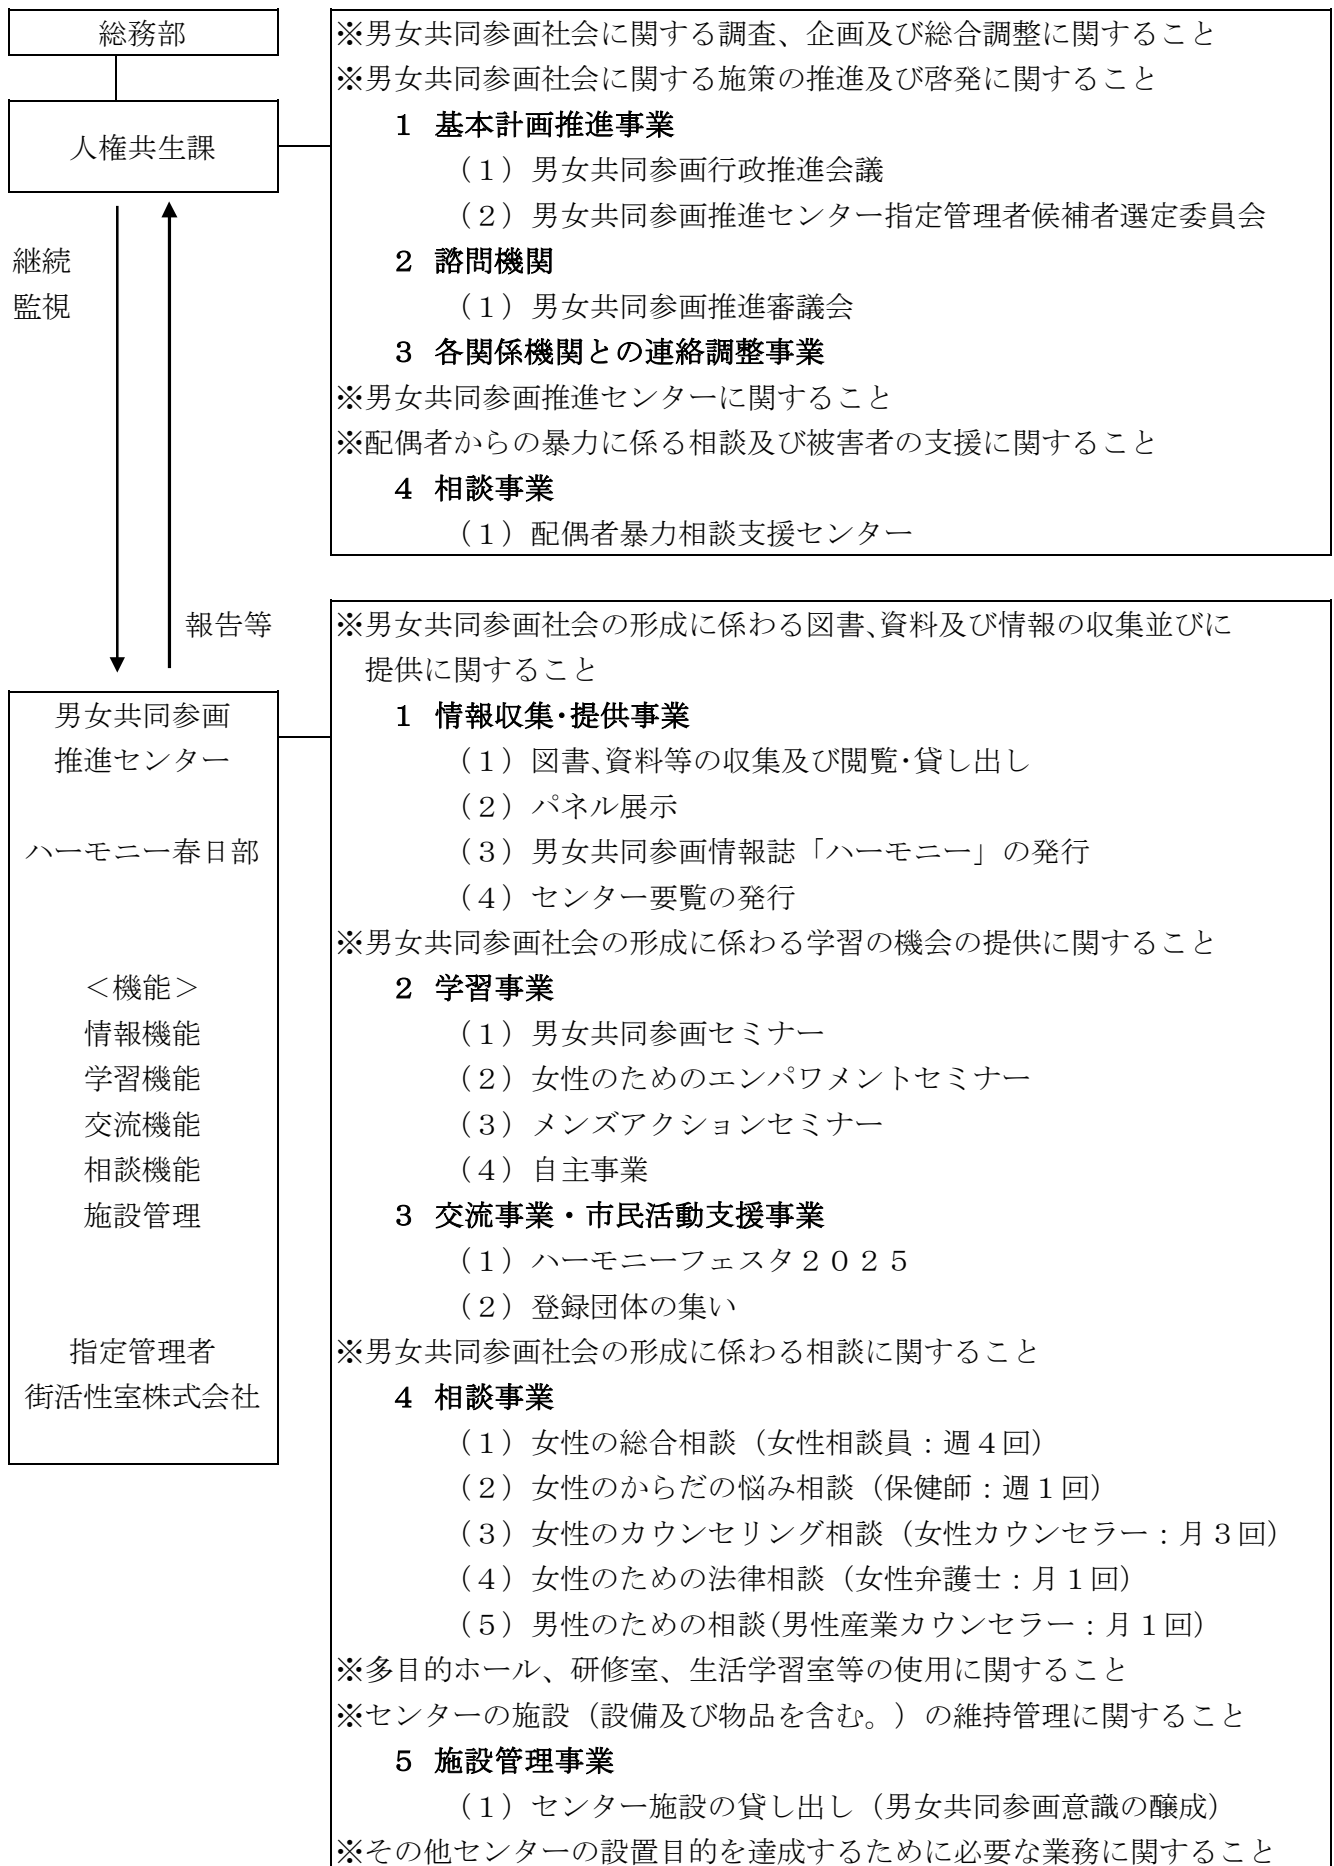 総務部
人権共生課
継続
監視
報告等
※男女共同参画社会に関する調査、企画及び総合調整に関すること
※男女共同参画社会に関する施策の推進及び啓発に関すること
1 基本計画推進事業
（１）男女共同参画行政推進会議
（２）男女共同参画推進センター指定管理者候補者選定委員会
2 諮問機関
（１）男女共同参画推進審議会
3 各関係機関との連絡調整事業
※男女共同参画推進センターに関すること
※配偶者からの暴力に係る相談及び被害者の支援に関すること
4 相談事業
（１）配偶者暴力相談支援センター
男女共同参画
推進センター
ハーモニー春日部
＜機能＞
情報機能
学習機能
交流機能
相談機能
施設管理
指定管理者
街活性室株式会社
※男女共同参画社会の形成に係わる図書、資料及び情報の収集並びに
提供に関すること
1 情報収集・提供事業
（１）図書、資料等の収集及び閲覧・貸し出し
（２）パネル展示
（３）男女共同参画情報誌「ハーモニー」の発行
（４）センター要覧の発行
※男女共同参画社会の形成に係わる学習の機会の提供に関すること
2 学習事業
（１）男女共同参画セミナー
（２）女性のためのエンパワメントセミナー
（３）メンズアクションセミナー
（４）自主事業
3 交流事業・市民活動支援事業
（１）ハーモニーフェスタ２０２５
（２）登録団体の集い
※男女共同参画社会の形成に係わる相談に関すること
4 相談事業
（１）女性の総合相談（女性相談員：週４回）
（２）女性のからだの悩み相談（保健師：週１回）
（３）女性のカウンセリング相談（女性カウンセラー：月３回）
（４）女性のための法律相談（女性弁護士：月１回）
（５）男性のための相談（男性産業カウンセラー：月１回）
※多目的ホール、研修室、生活学習室等の使用に関すること
※センターの施設（設備及び物品を含む。）の維持管理に関すること
5 施設管理事業
（１）センター施設の貸し出し（男女共同参画意識の醸成）
※その他センターの設置目的を達成するために必要な業務に関すること